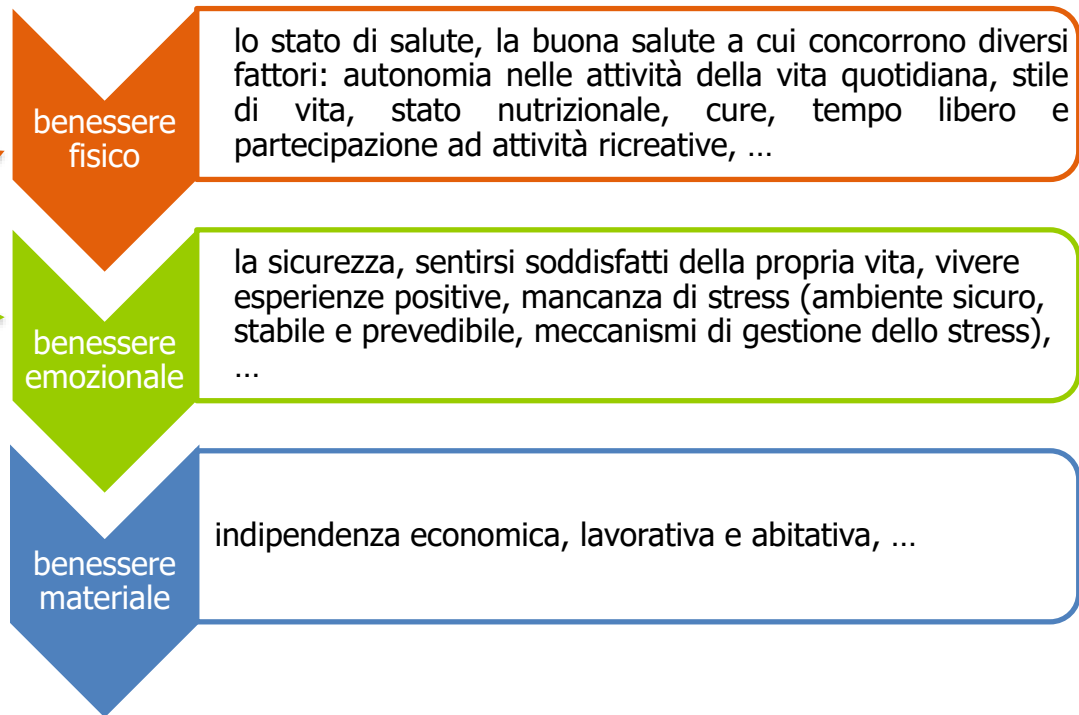 benessere
fisico
lo stato di salute, la buona salute a cui concorrono diversi
fattori: autonomia nelle attività della vita quotidiana, stile
di vita, stato nutrizionale, cure, tempo libero e
partecipazione ad attività ricreative, …
benessere
emozionale
la sicurezza, sentirsi soddisfatti della propria vita, vivere
esperienze positive, mancanza di stress (ambiente sicuro,
stabile e prevedibile, meccanismi di gestione dello stress),
…
benessere
materiale
indipendenza economica, lavorativa e abitativa, …